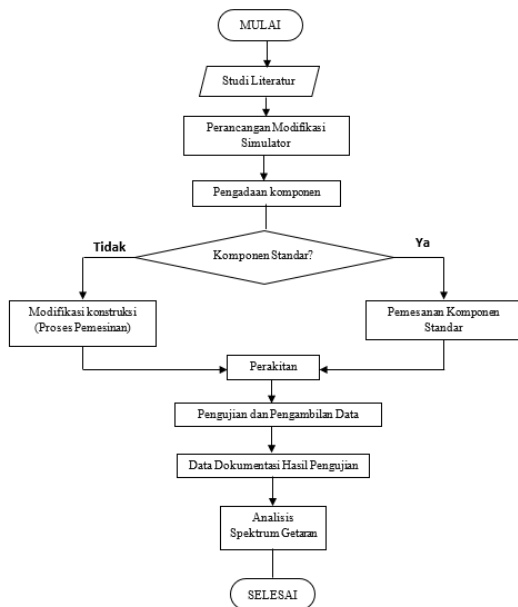 MULAI
Studi Literatur
Perancangan Modifikasi
Simulator
Pengadaan komponen
Tidak
Komponen Standar?
Ya
Modifikasi konstruksi
(Proses Pemesinan)
Pemesanan Komponen
Standar
Perakitan
Pengujian dan Pengambilan Data
Data Dokumentasi Hasil Pengujian
Analisis
Spektrum Getaran
SELESAI